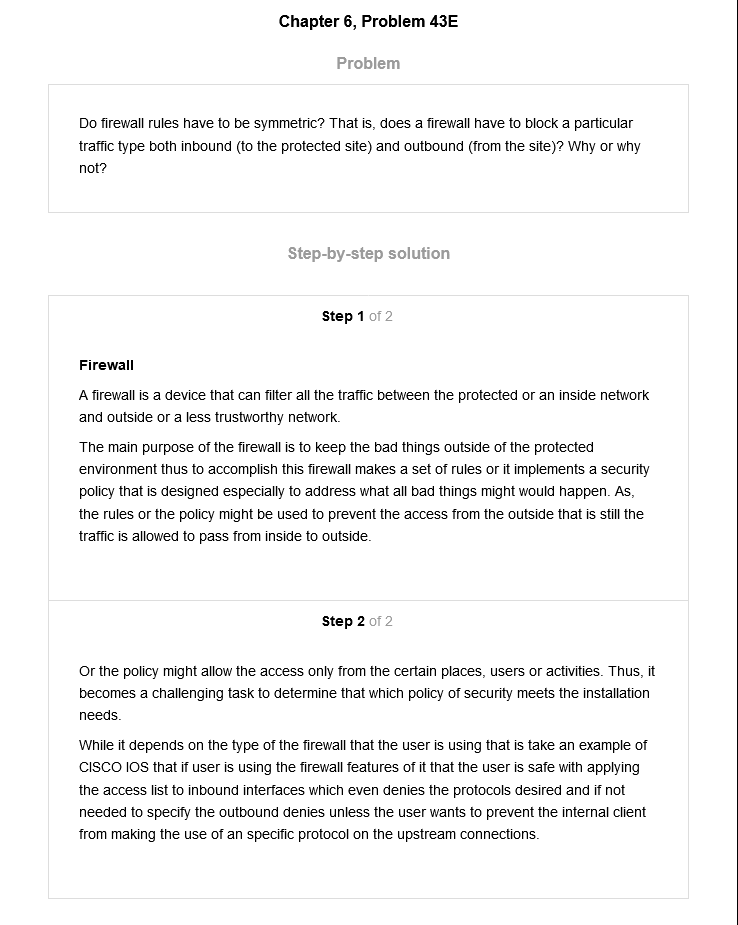 Chapter 6, Problem 43E
Problem
Do firewall rules have to be symmetric? That is, does a firewall have to block a particular
traffic type both inbound (to the protected site) and outbound (from the site)? Why or why
not?
Step-by-step solution
Step 1 of 2
Firewall
A firewall is a device that can filter all the traffic between the protected or an inside network
and outside or a less trustworthy network.
The main purpose of the firewall is to keep the bad things outside of the protected
environment thus to accomplish this firewall makes a set of rules or it implements a security
policy that is designed especially to address what all bad things might would happen. As,
the rules or the policy might be used to prevent the access from the outside that is still the
traffic is allowed to pass from inside to outside.
Step 2 of 2
Or the policy might allow the access only from the certain places, users or activities. Thus, it
becomes a challenging task to determine that which policy of security meets the installation
needs.
While it depends on the type of the firewall that the user is using that is take an example of
CISCO IOS that if user is using the firewall features of it that the user is safe with applying
the access list to inbound interfaces which even denies the protocols desired and if not
needed to specify the outbound denies unless the user wants to prevent the internal client
from making the use of an specific protocol on the upstream connections.